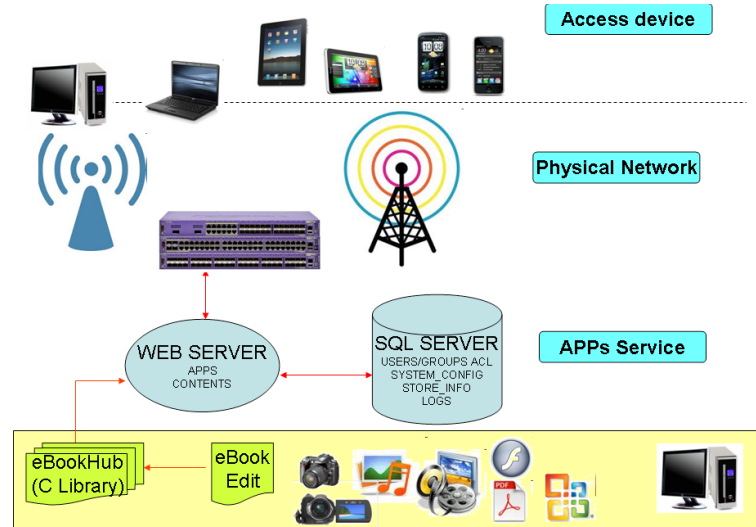 Access device
Physical Network
WEB SERVER
APPS
CONTENTS
SQL SERVER
USERS/GROUPS ACL
SYSTEM_CONFIG
STORE_INFO
LOGS
APPs Service
eBookHub
(C Library)
eBook
Edit
PDF